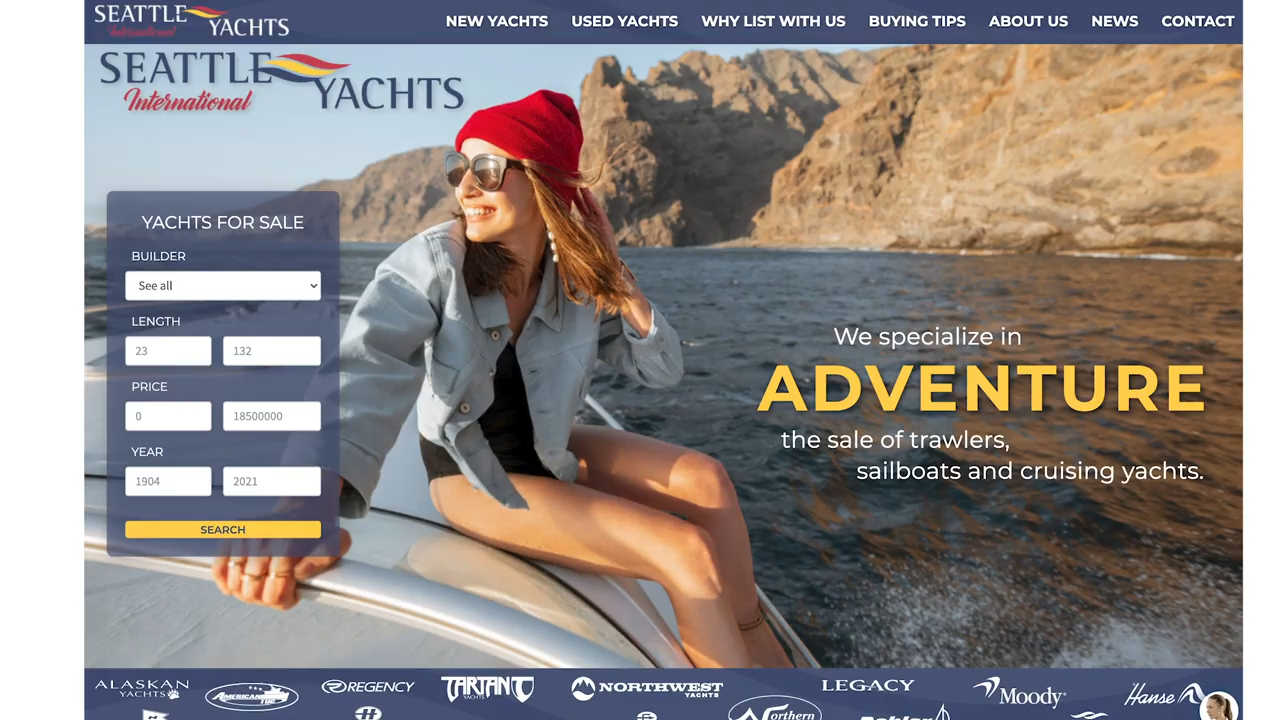 SEATTLE
International
YACHTS
NEW YACHTS USED YACHTS WHY LIST WITH US BUYING TIPS ABOUT US NEWS CONTACT
SEATTLE
International
YACHTS
YACHTS FOR SALE
BUILDER
See all
LENGTH
23 132
PRICE
0 18500000
YEAR
1904 2021
SEARCH
We specialize in
ADVENTURE
the sale of trawlers,
sailboats and cruising yachts.
ALASKAN
YACHTS
AMERICAN
TUG
REGENCY
TARTAN
YACHTS
NORTHWEST
YACHTS
LEGACY
Moody
Hanse
Northern